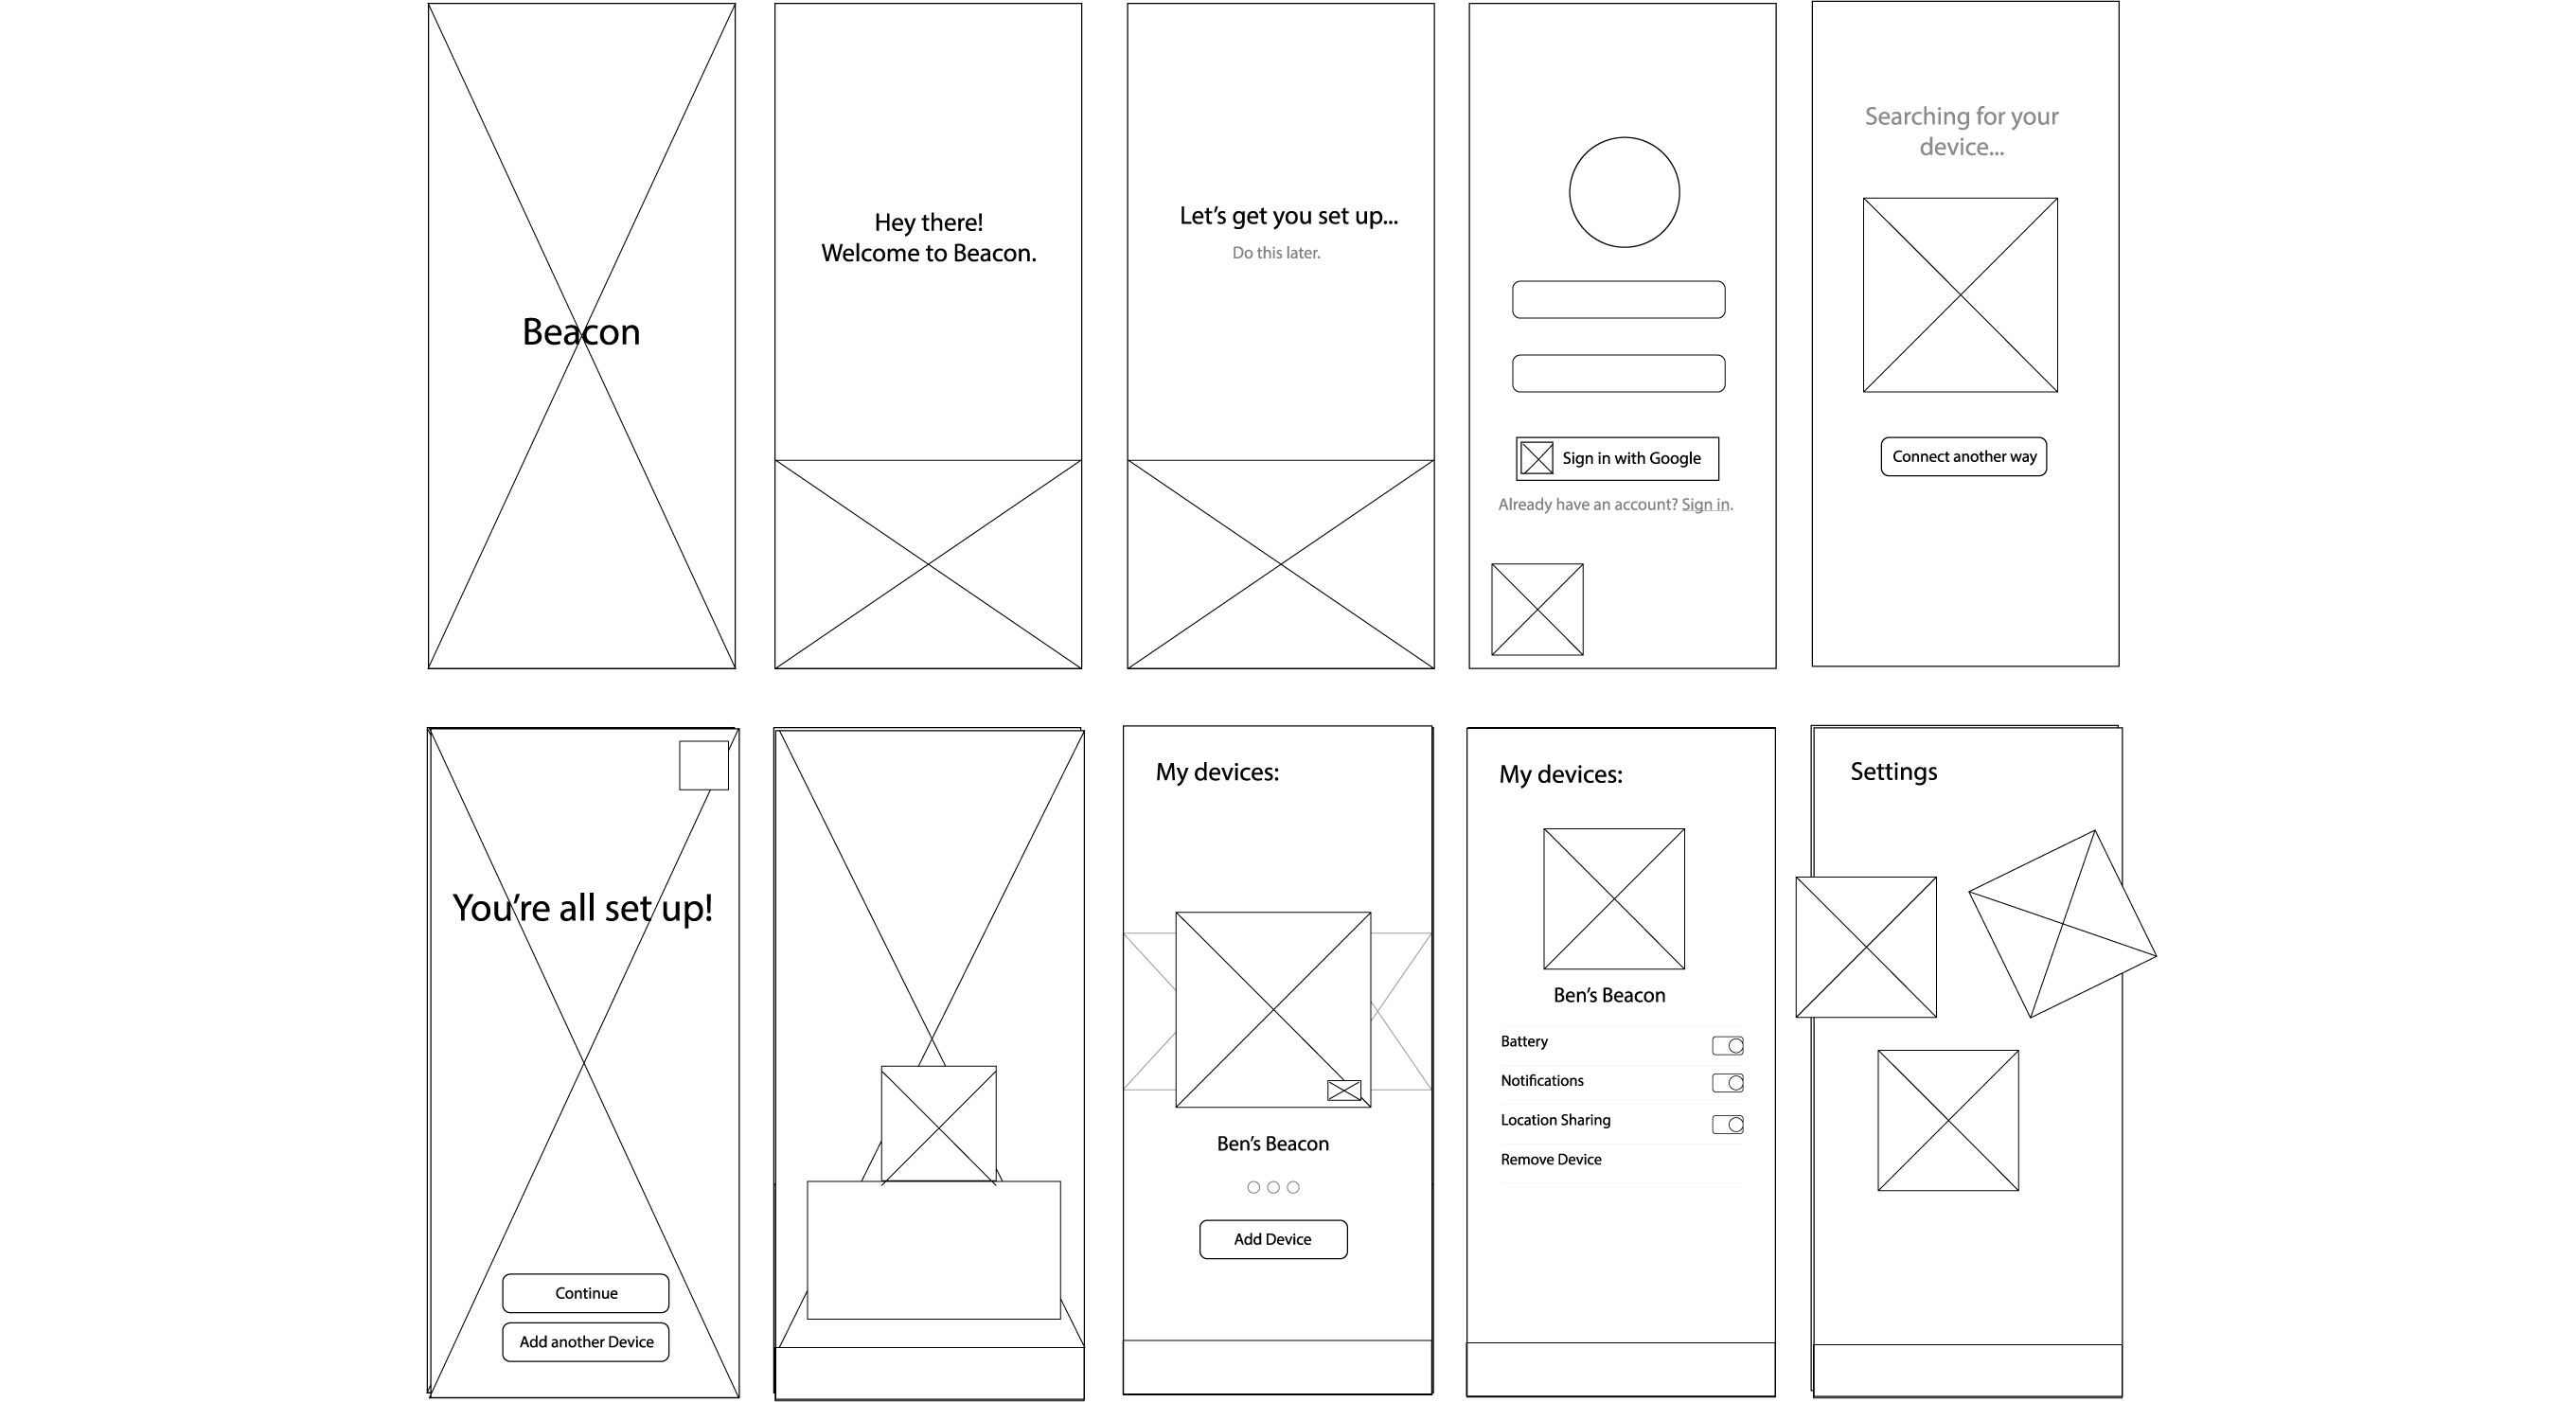 Beacon
Hey there!
Welcome to Beacon.
Let's get you set up...
Do this later.
Sign in with Google
Already have an account? Sign in.
Searching for your
device...
Connect another way
You're all set up!
Continue
Add another Device
My devices:
Ben's Beacon
Add Device
My devices:
Ben's Beacon
Battery
Notifications
Location Sharing
Remove Device
Settings